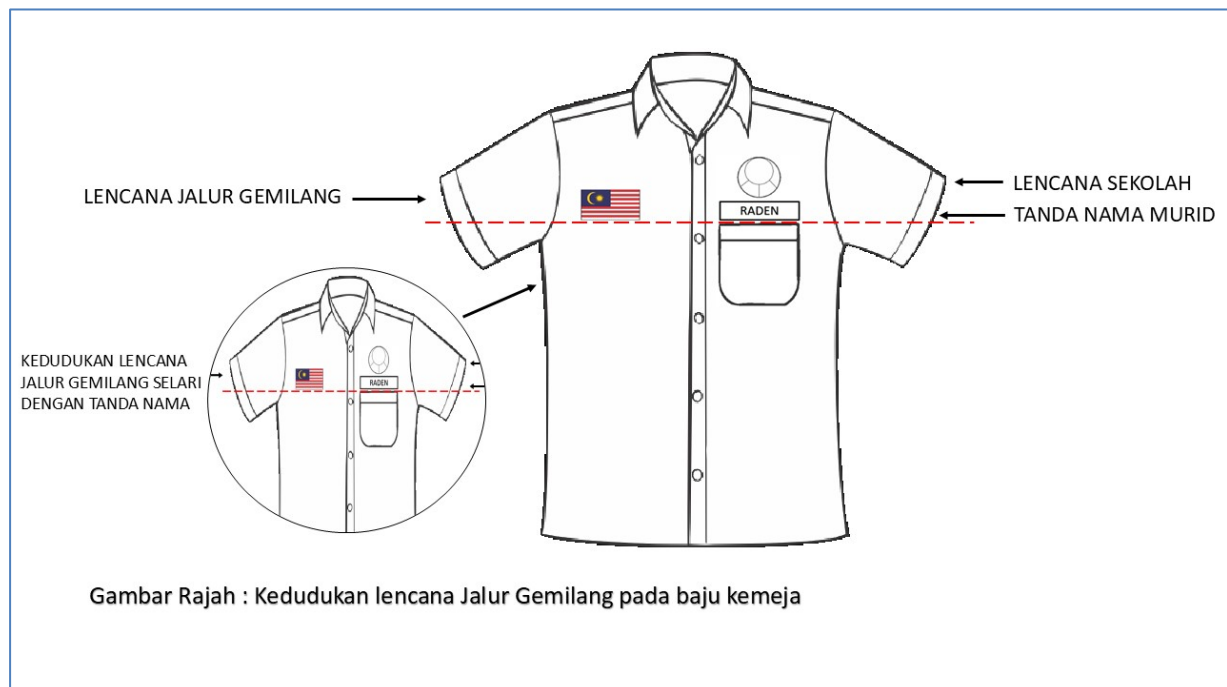 LENCANA JALUR GEMILANG
LENCANA SEKOLAH
TANDA NAMA MURID
RADEN
KEDUDUKAN LENCANA
JALUR GEMILANG SELARI
DENGAN TANDA NAMA
RADEN
Gambar Rajah : Kedudukan lencana Jalur Gemilang pada baju kemeja